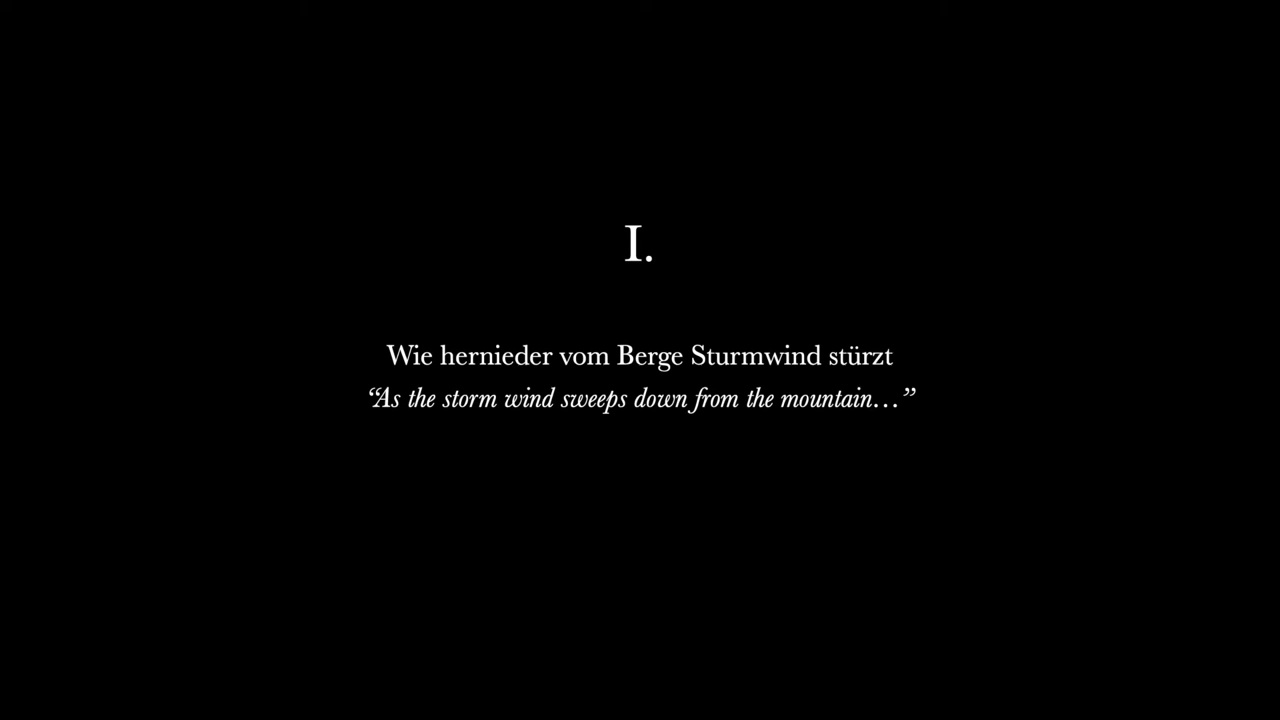 I.
Wie hernieder vom Berge Sturmwind stürzt
“As the storm wind sweeps down from the mountain…”